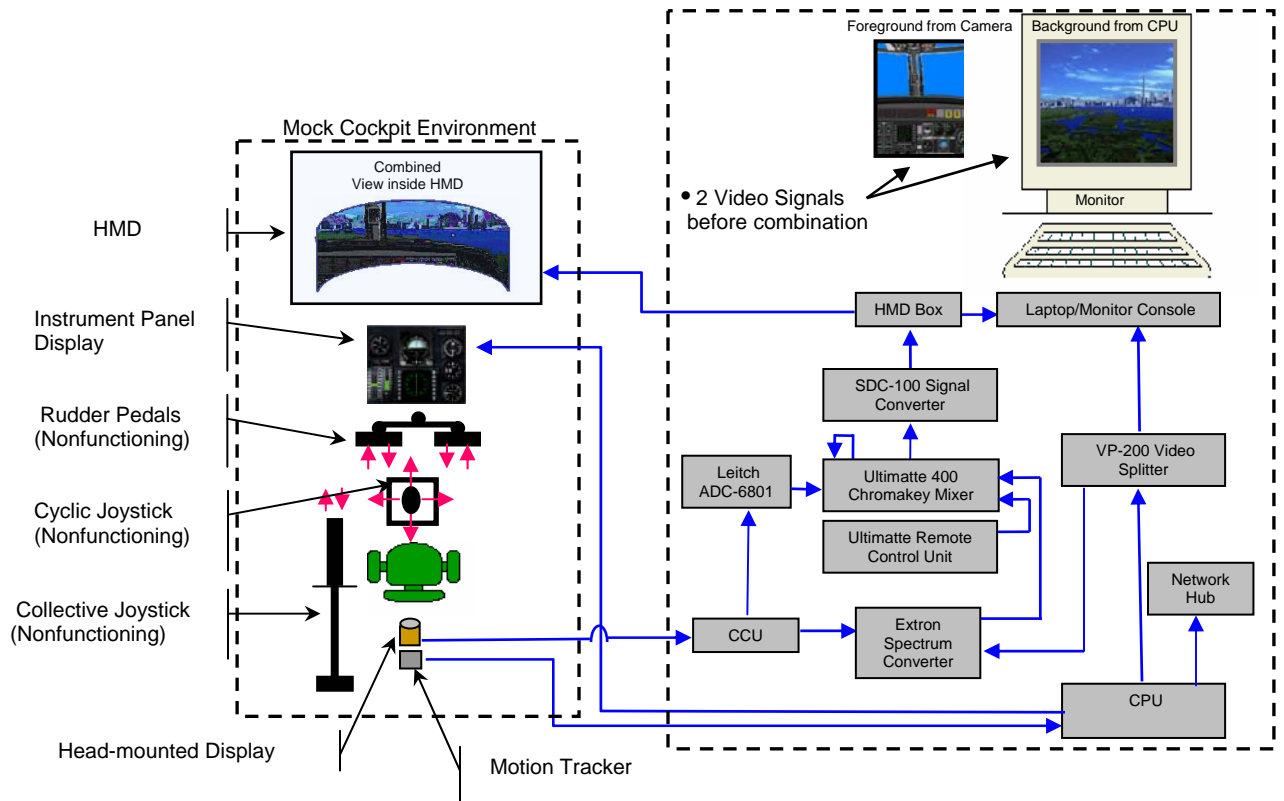 Foreground from Camera
Background from CPU
Mock Cockpit Environment
Combined
View inside HMD
HMD
• 2 Video Signals
before combination
Monitor
Instrument Panel
Display
HMD Box
Laptop/Monitor Console
SDC-100 Signal
Converter
Rudder Pedals
(Nonfunctioning)
VP-200 Video
Splitter
Leitch
ADC-6801
Ultimatte 400
Chromakey Mixer
Cyclic Joystick
(Nonfunctioning)
Ultimatte Remote
Control Unit
Network
Hub
Collective Joystick
(Nonfunctioning)
CCU
Extron
Spectrum
Converter
CPU
Head-mounted Display
Motion Tracker